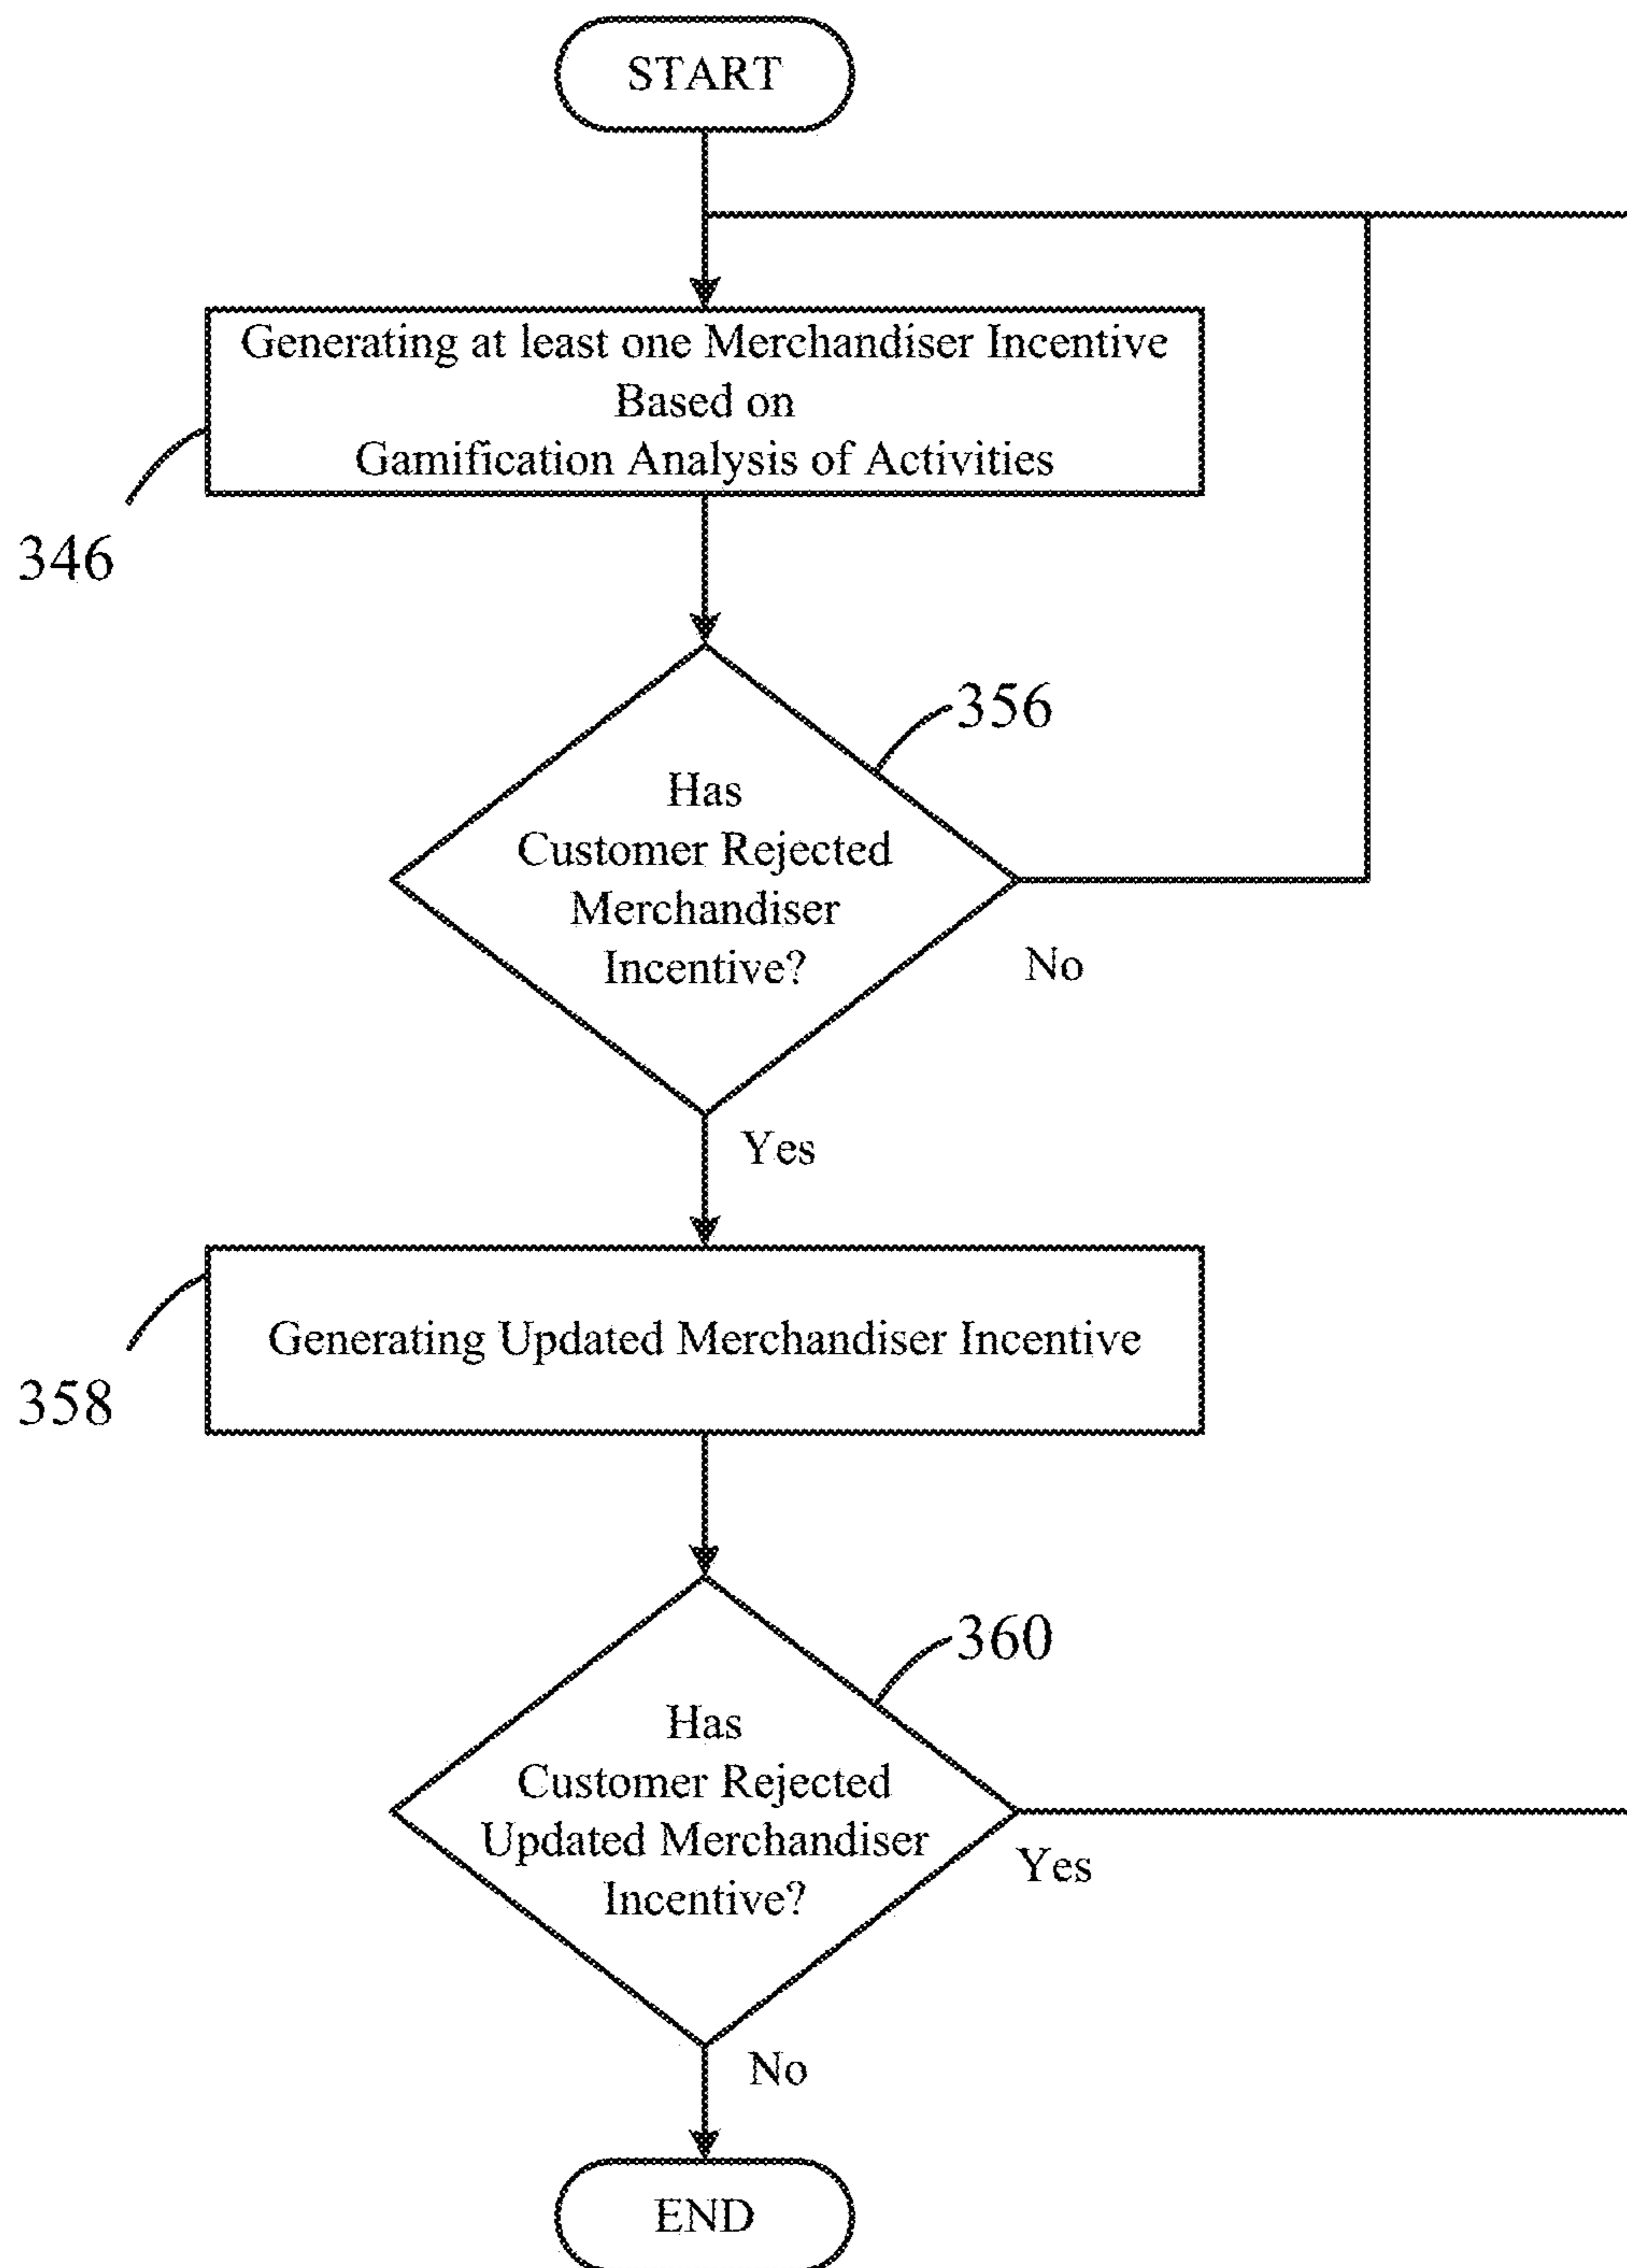 START
Generating at least one Merchandiser Incentive
Based on
Gamification Analysis of Activities
346
356
Has
Customer Rejected
Merchandiser
Incentive?
No
Yes
Generating Updated Merchandiser Incentive
358
360
Has
Customer Rejected
Updated Merchandiser
Incentive?
Yes
No
END